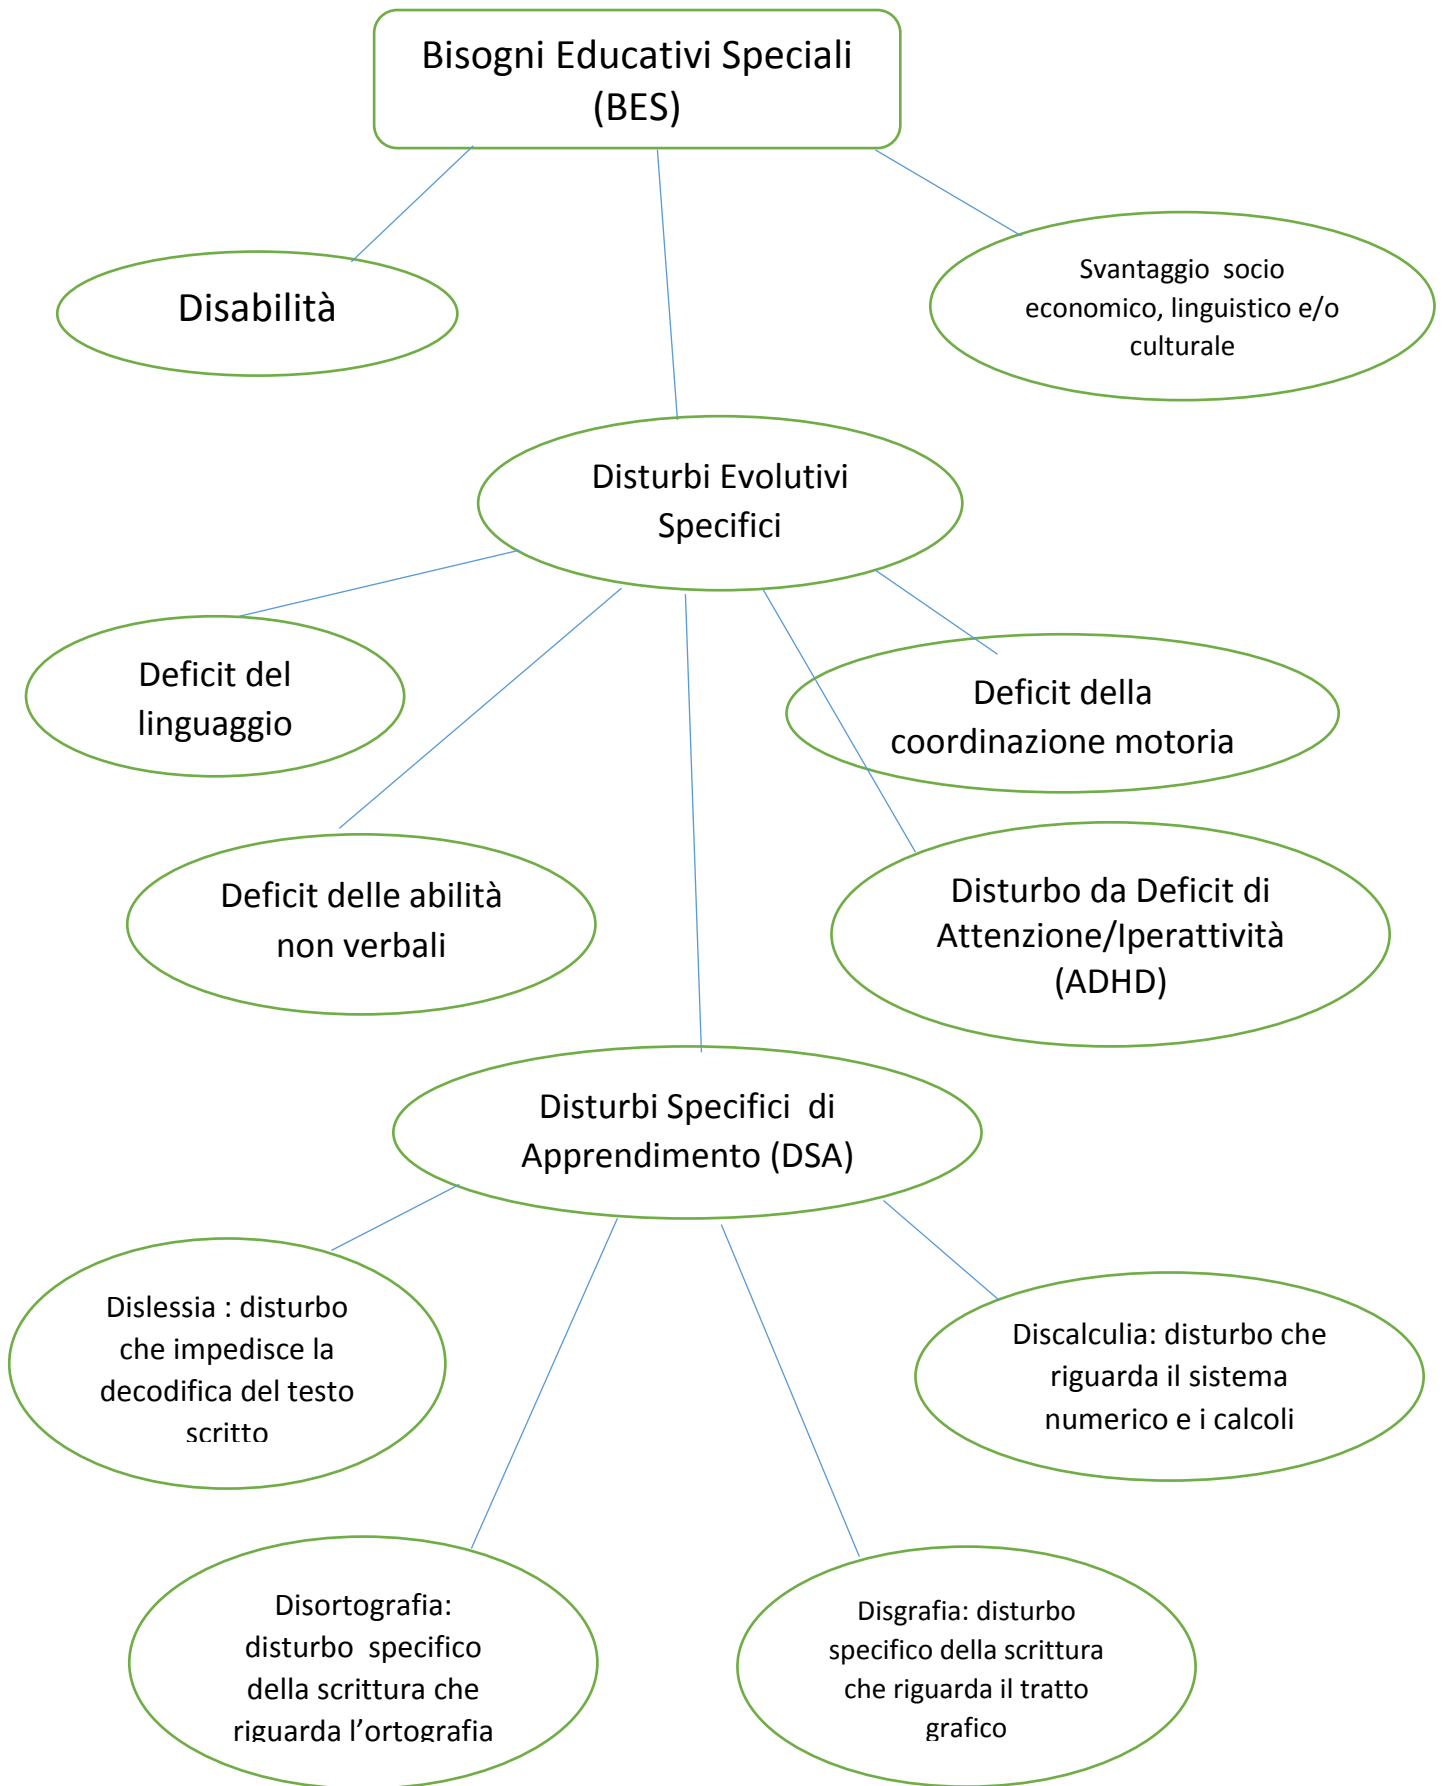 Bisogni Educativi Speciali
(BES)
Disabilità
Svantaggio socio
economico, linguistico e/o
culturale
Disturbi Evolutivi
Specifici
Deficit del
linguaggio
Deficit della
coordinazione motoria
Deficit delle abilità
non verbali
Disturbo da Deficit di
Attenzione/Iperattività
(ADHD)
Disturbi Specifici di
Apprendimento (DSA)
Dislessia : disturbo
che impedisce la
decodifica del testo
scritto
Discalculia: disturbo che
riguarda il sistema
numerico e i calcoli
Disortografia:
disturbo specifico
della scrittura che
riguarda l’ortografia
Disgrafia: disturbo
specifico della scrittura
che riguarda il tratto
grafico